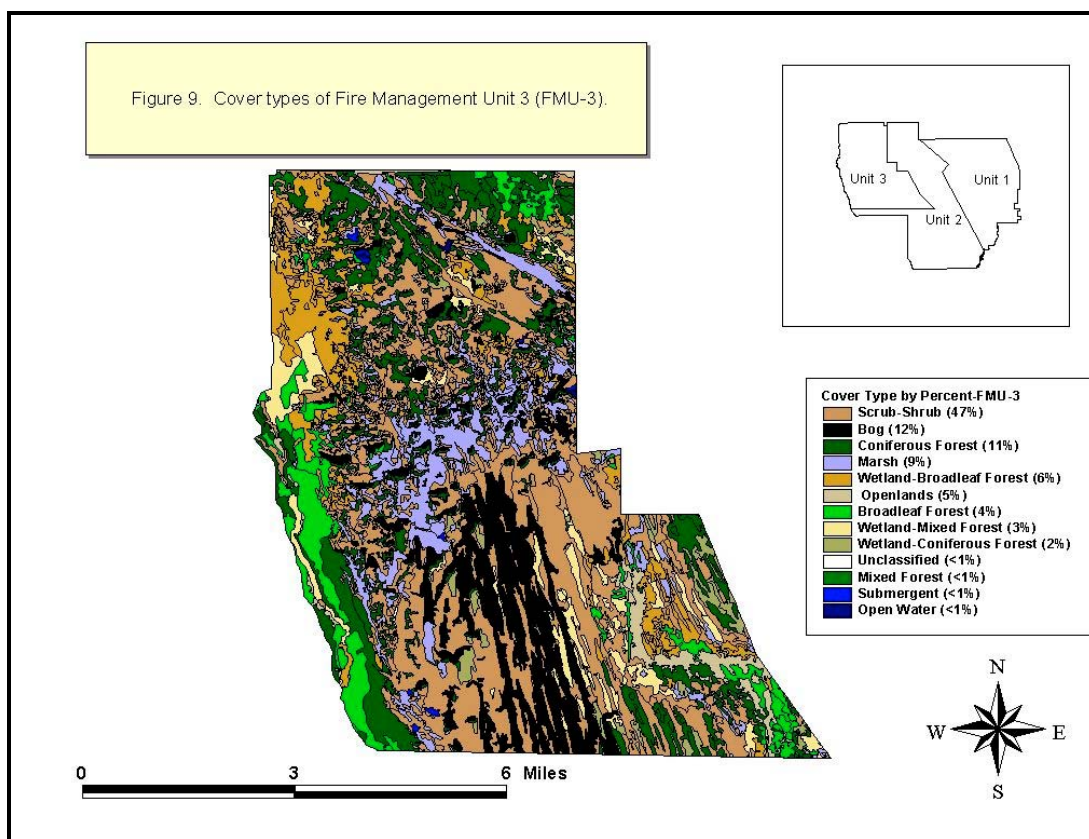 Figure 9. Cover types of Fire Management Unit 3 (FMU-3).
Unit 3
Unit 1
Unit 2
Cover Type by Percent-FMU-3
Scrub-Shrub (47%)
Bog (12%)
Coniferous Forest (11%)
Marsh (9%)
Wetland-Broadleaf Forest (6%)
Openlands (5%)
Broadleaf Forest (4%)
Wetland-Mixed Forest (3%)
Wetland-Coniferous Forest (2%)
Unclassified (<1%)
Mixed Forest (<1%)
Submergent (<1%)
Open Water (<1%)
N
W E
S
0 3 6 Miles